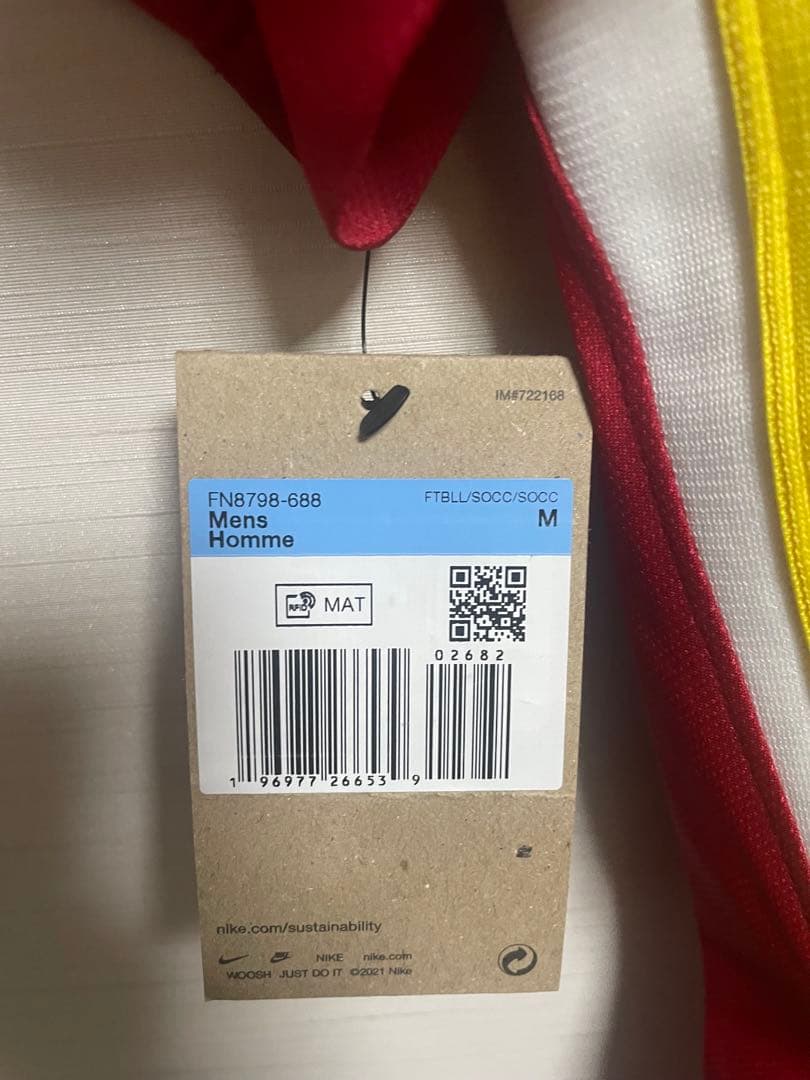 IM#722168
FN8798-688
FTBLL/SOCC/SOCC
Mens
M
Homme
RFID MAT
02682
1 96977 26653 9
nike.com/sustainability
NIKE nike.com
WOOSH JUST DO IT ©2021 Nike